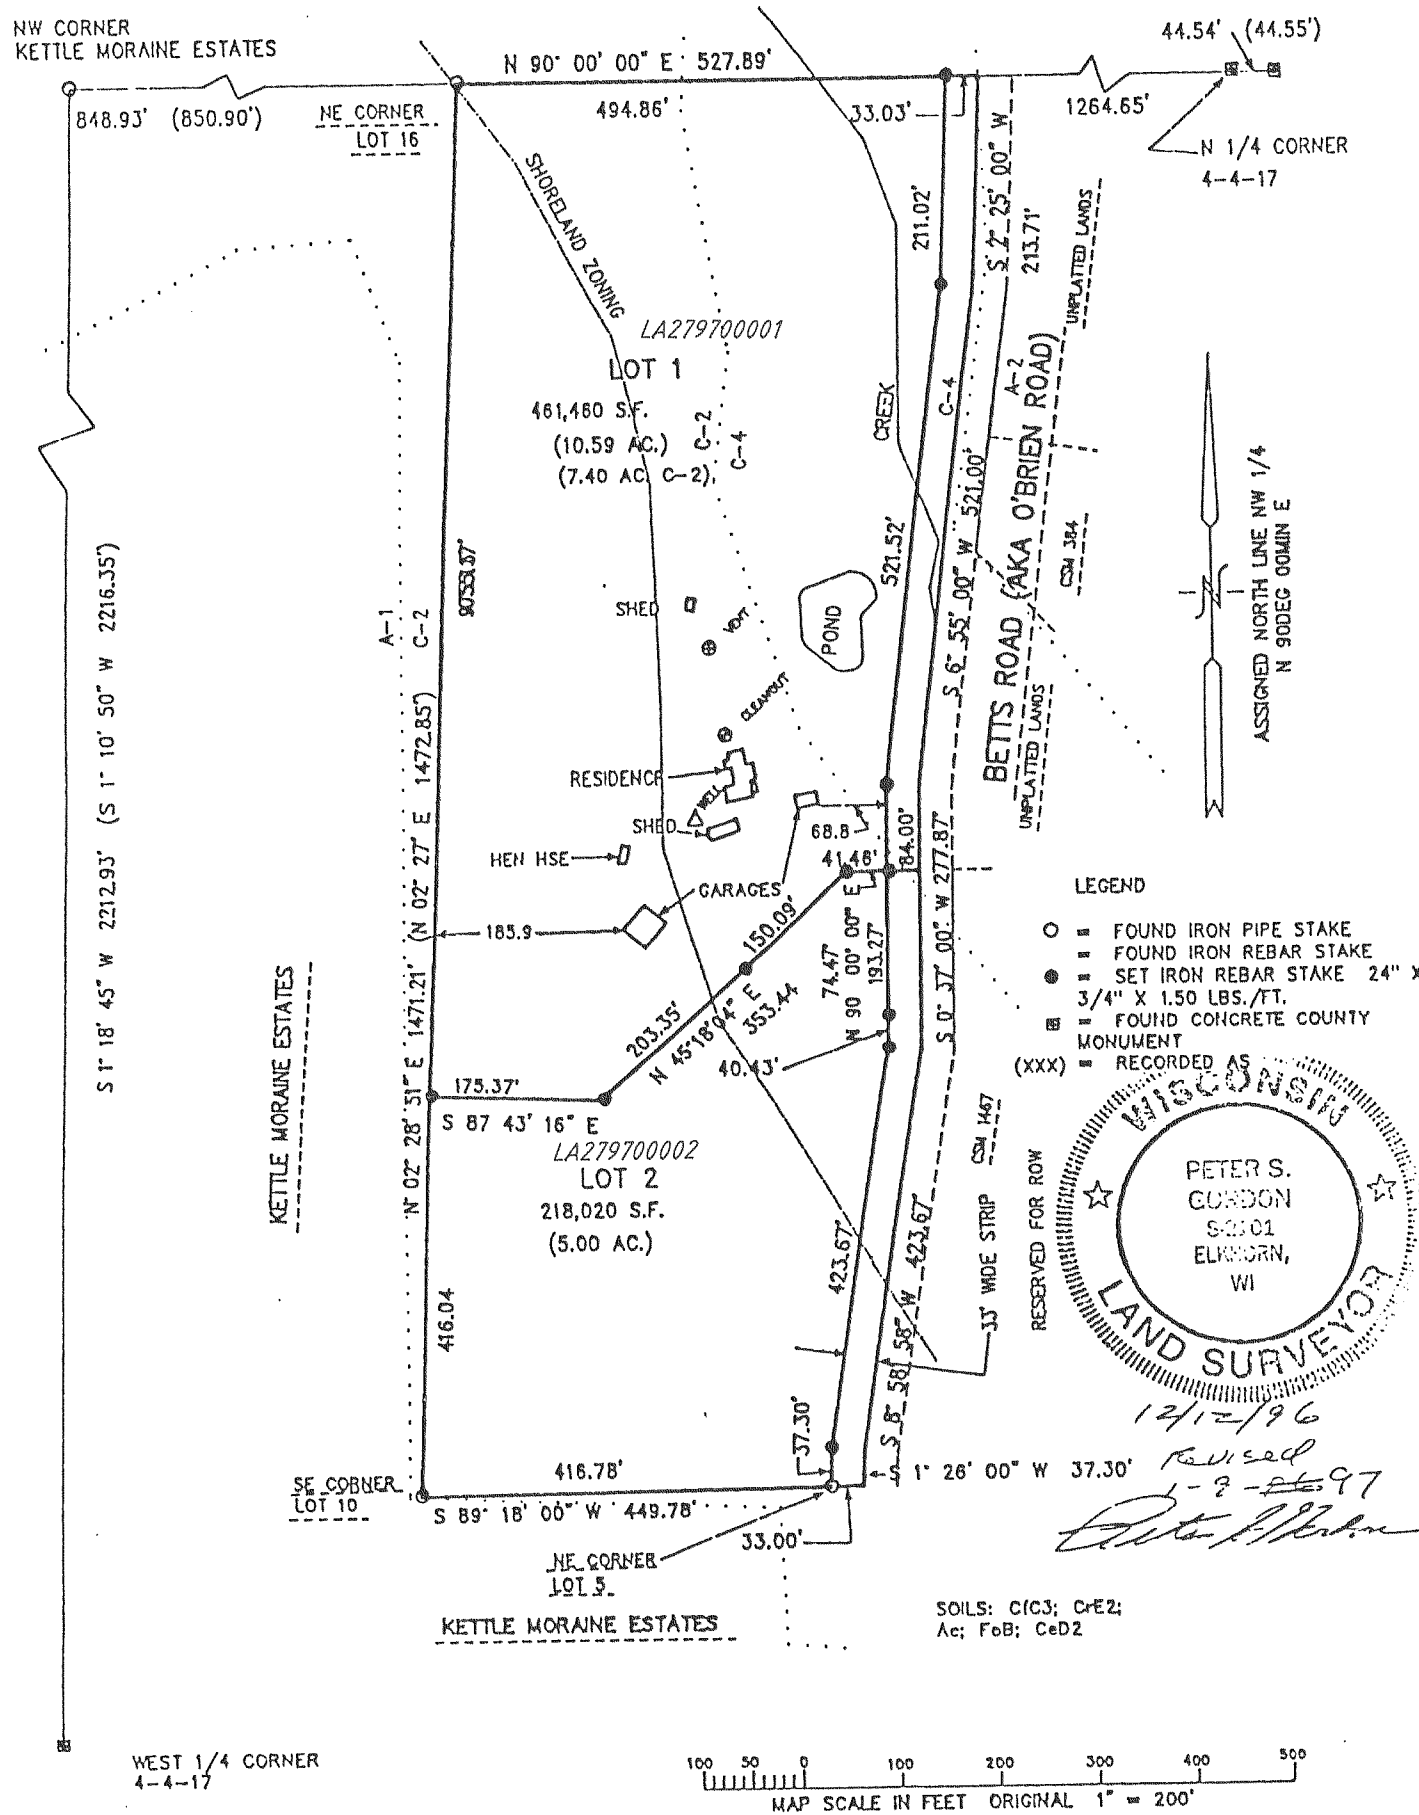 NW CORNER
KETTLE MORAINE ESTATES
44.54' (44.55')
N 90° 00' 00" E 527.89'
848.93' (850.90')
NE CORNER
LOT 16
494.86'
33.03'
1264.65'
N 1/4 CORNER
4-4-17
SHORELAND ZONING
211.02'
S 2° 25' 00" W
213.71'
UNPLATTED LANDS
LA279700001
LOT 1
461,460 S.F.
(10.59 AC.)
(7.40 AC. C-2)
C-2
C-4
CREEK
C-4
A-2
BETTS ROAD (AKA O'BRIEN ROAD)
CSM 384
ASSIGNED NORTH LINE NW 1/4
N 90DEG 00MIN E
N
S 1° 18' 45" W 2212.93' (S 1° 10' 50" W 2216.35')
A-1
C-2
521.52'
S 6° 55' 00" W 521.00'
SHED
VENT
POND
CLEANOUT
UNPLATTED LANDS
RESIDENCE
WELL
SHED
68.8
HEN HSE
41.46'
84.00'
GARAGES
185.9
150.09'
74.47'
N 90° 00' 00" E
193.27'
S 0° 37' 00" W 277.87'
203.35'
N 45°18'04" E
353.44
40.43'
N 02° 28' 51" E 1471.21' (N 02° 27' E 1472.85')
175.37'
S 87 43' 16" E
LA279700002
LOT 2
218,020 S.F.
(5.00 AC.)
KETTLE MORAINE ESTATES
LEGEND
= FOUND IRON PIPE STAKE
= FOUND IRON REBAR STAKE
= SET IRON REBAR STAKE 24" X
3/4" X 1.50 LBS./FT.
= FOUND CONCRETE COUNTY
MONUMENT
(XXX) = RECORDED AS
CSM 1467
33' WIDE STRIP
RESERVED FOR ROW
WISCONSIN
PETER S.
GORDON
S-2101
ELKHORN,
WI
LAND SURVEYOR
12/12/96
revised
1-9-97
416.04
423.67'
S 8° 58' 58" W 423.67'
37.30'
S 1° 26' 00" W 37.30'
SE CORNER
LOT 10
416.78'
S 89° 18' 00" W 449.78'
33.00'
NE CORNER
LOT 5
KETTLE MORAINE ESTATES
SOILS: CrC3; CrE2;
Ac; FoB; CeD2
WEST 1/4 CORNER
4-4-17
100 50 0 100 200 300 400 500
MAP SCALE IN FEET ORIGINAL 1" = 200'